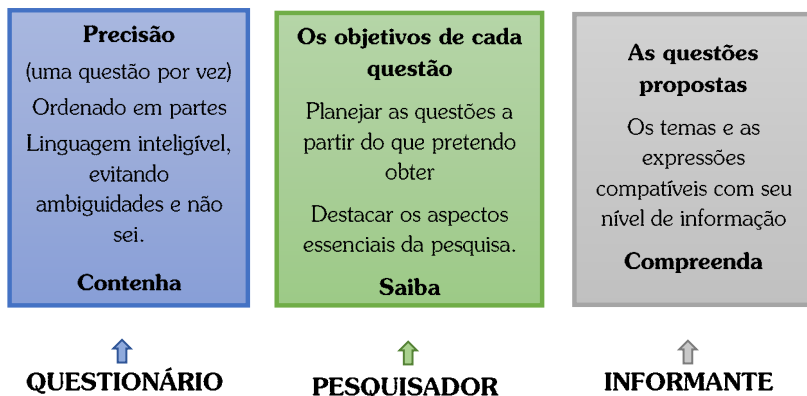 Precisão
(uma questão por vez)
Ordenado em partes
Linguagem inteligível,
evitando
ambiguidades e não
sei.
Contenha
QUESTIONÁRIO
Os objetivos de cada
questão
Planejar as questões a
partir do que pretendo
obter
Destacar os aspectos
essenciais da pesquisa.
Saiba
PESQUISADOR
As questões
propostas
Os temas e as
expressões
compatíveis com seu
nível de informação
Compreenda
INFORMANTE